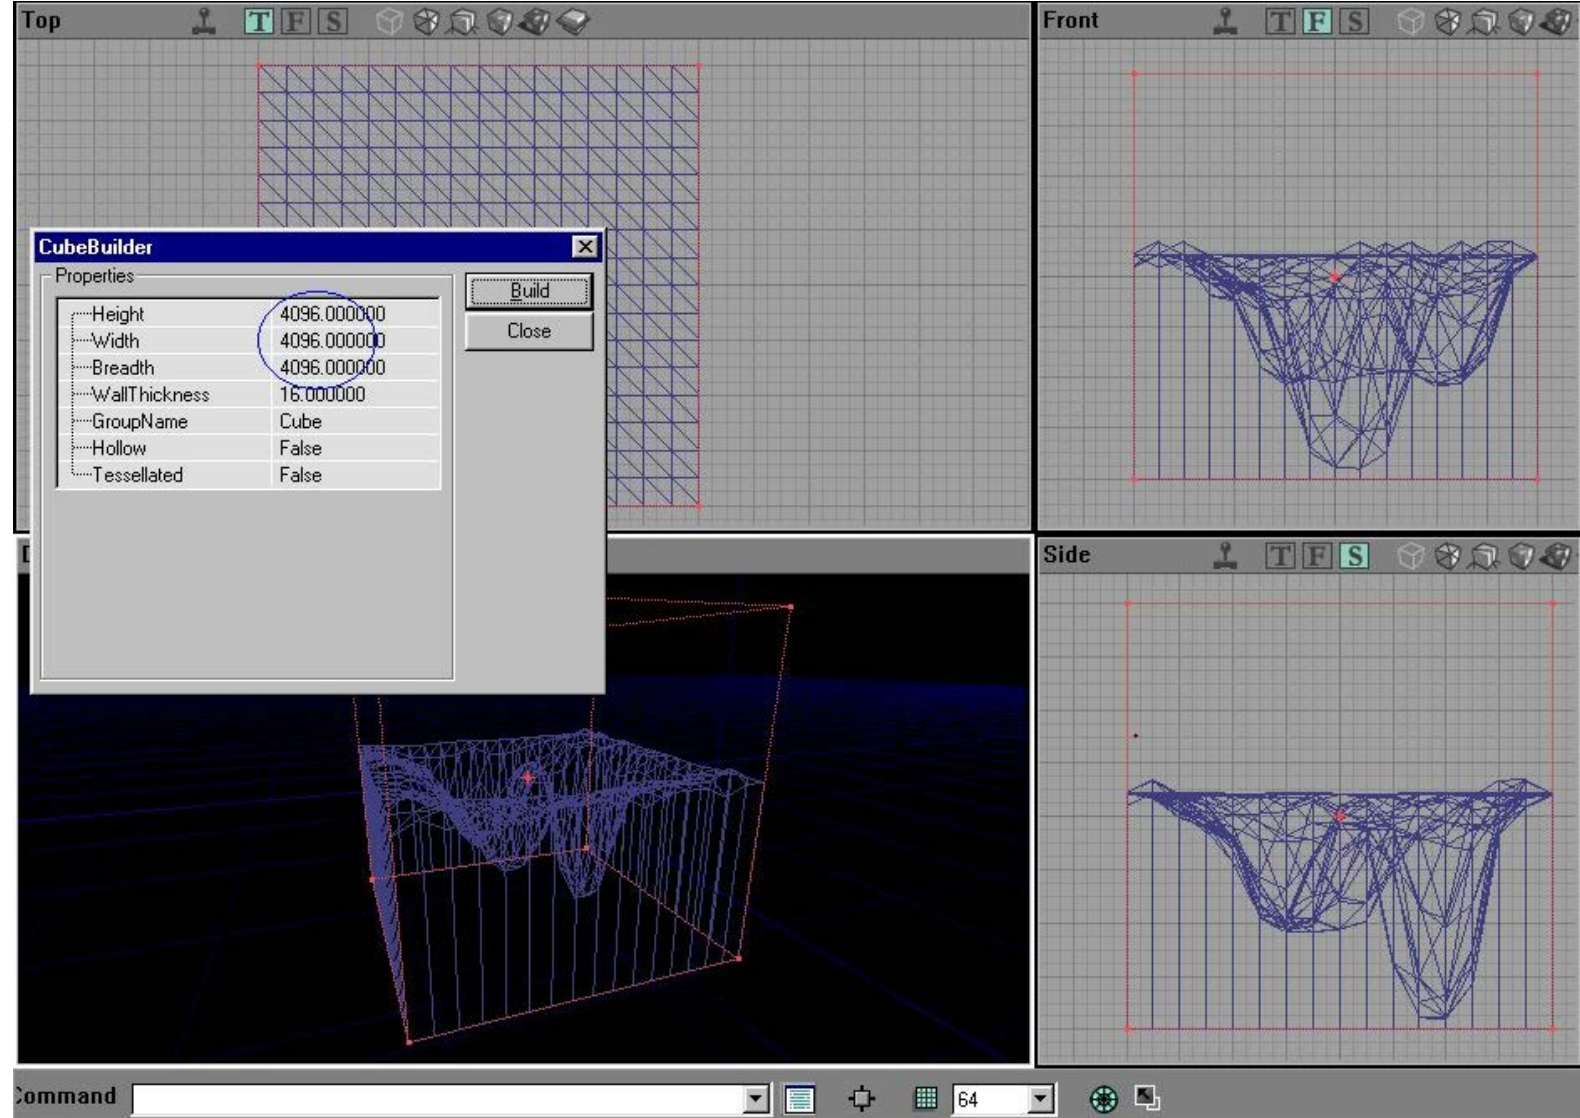 Top
T F S
Front
T F S
CubeBuilder
Properties
Height 4096.000000
Width 4096.000000
Breadth 4096.000000
WallThickness 16.000000
GroupName Cube
Hollow False
Tessellated False
Build
Close
Side
T F S
Command
64